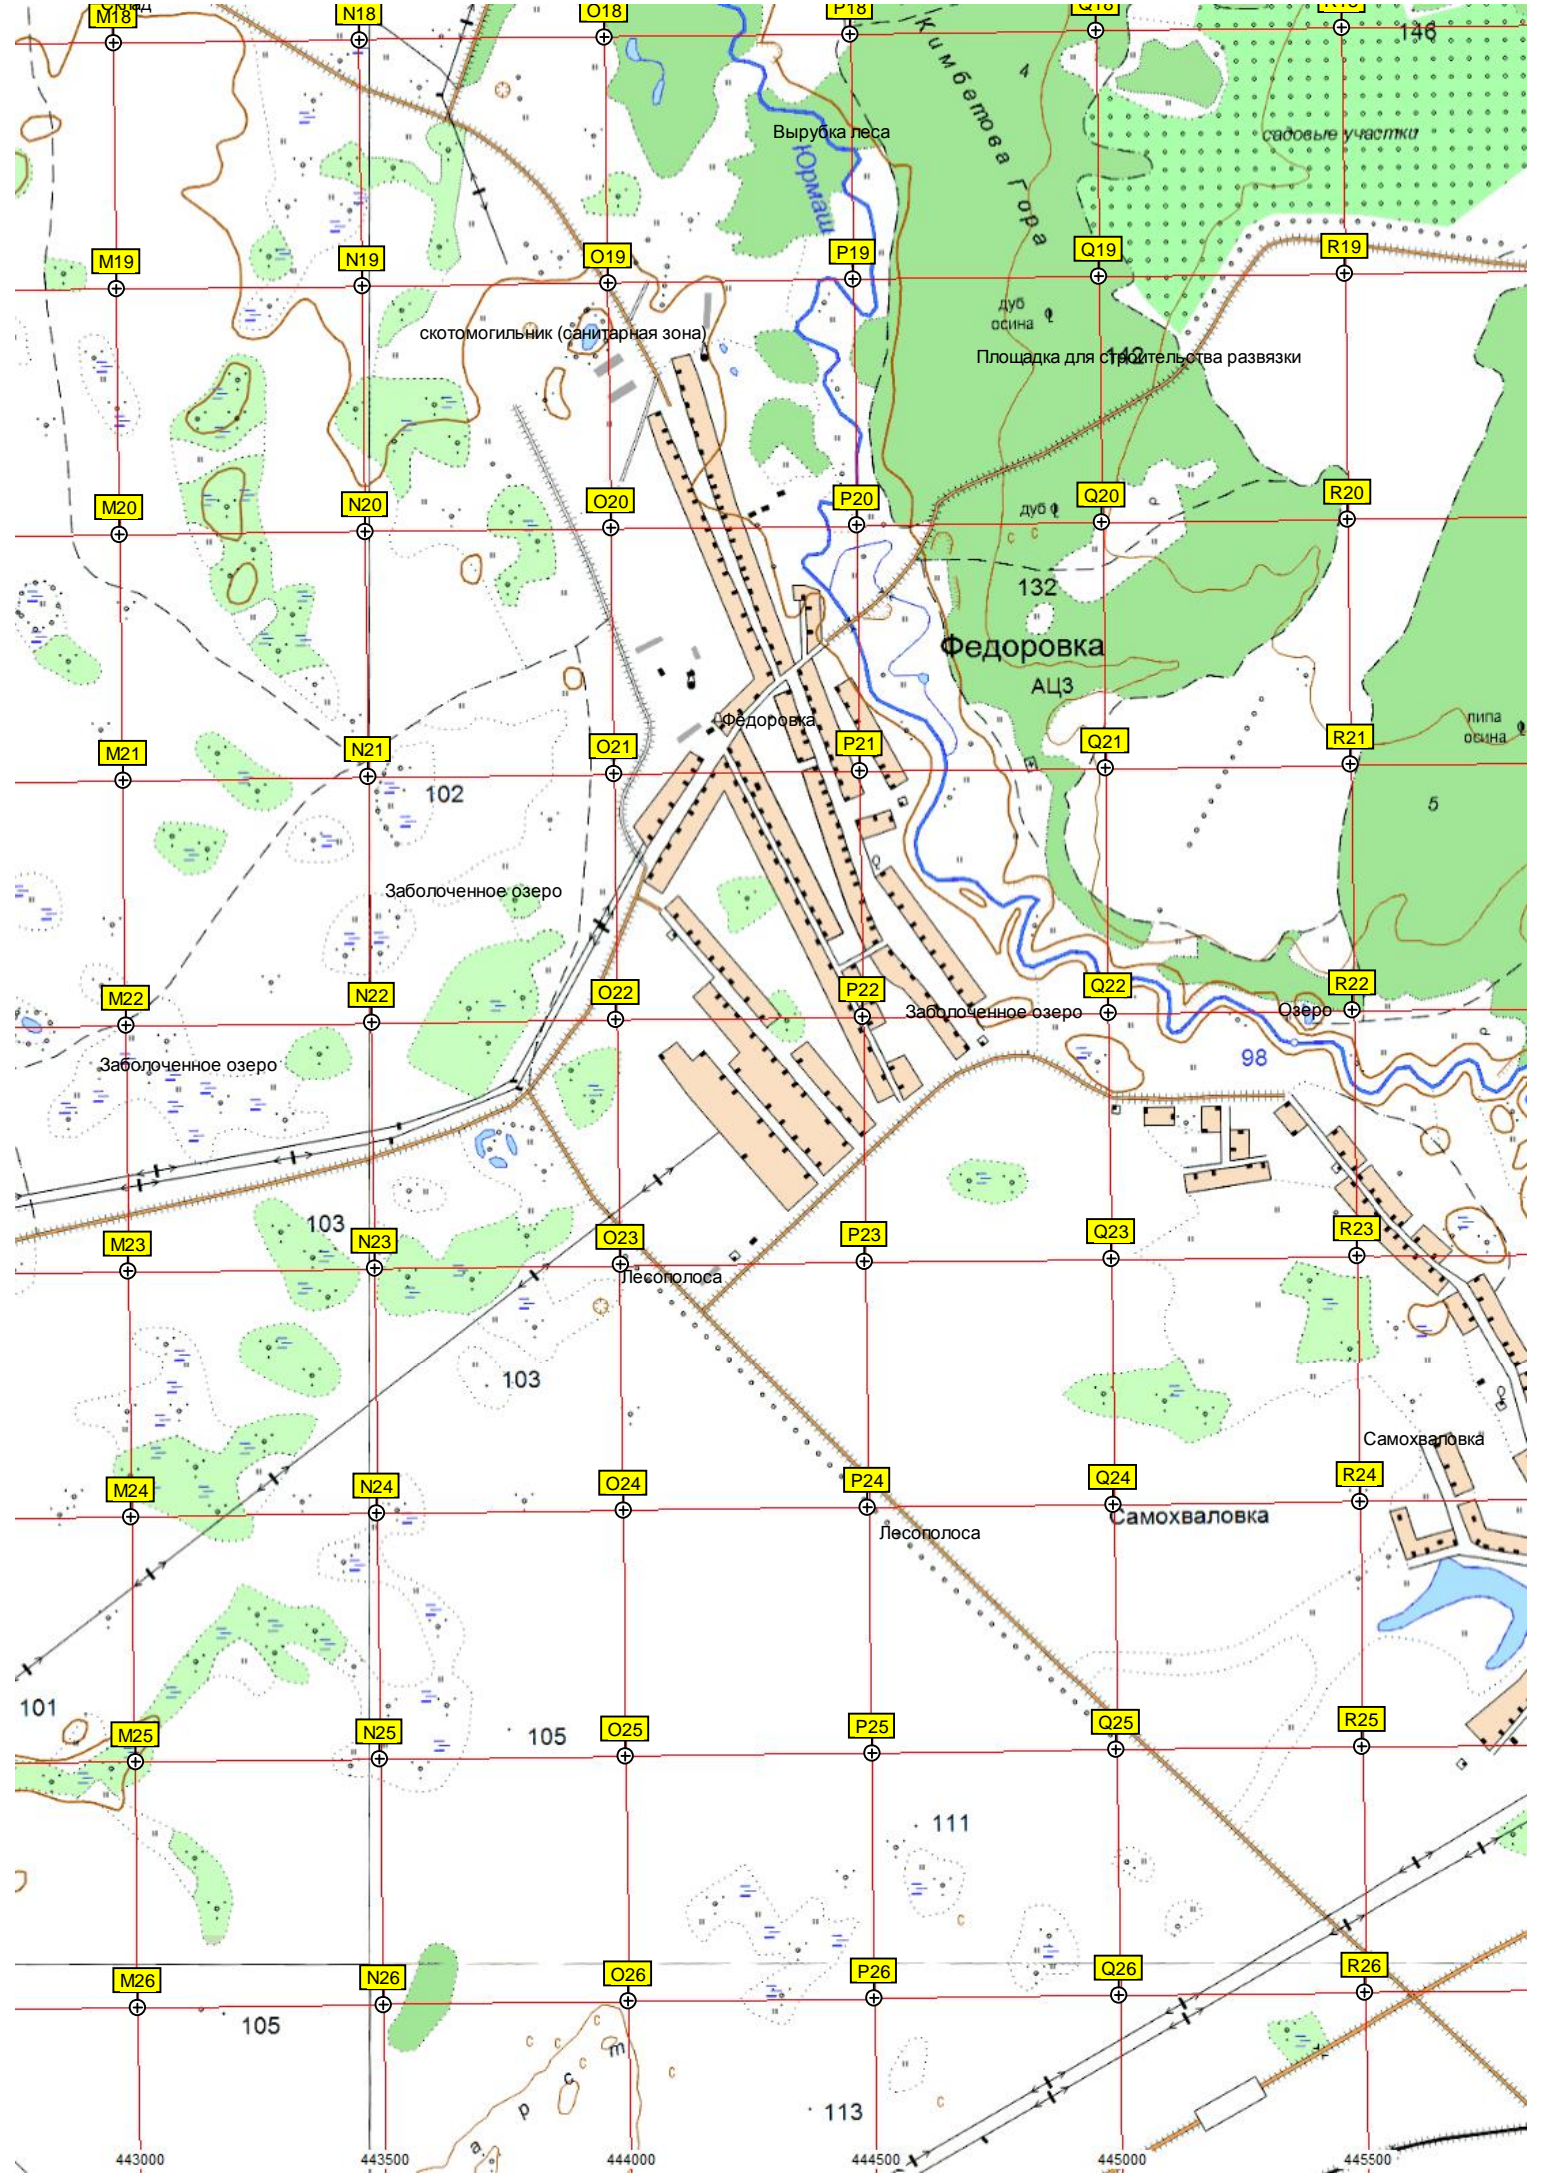 M18
N18
O18
P18
Q18
R18
146
Кимбетова Гора
4
садовые участки
Вырубка леса
Юрмаш
M19
N19
O19
P19
Q19
R19
дуб
осина
скотомогильник (санитарная зона)
142
Площадка для строительства развязки
M20
N20
O20
P20
Q20
R20
дуб
132
Федоровка
АЦЗ
Федоровка
липа
осина
M21
N21
O21
P21
Q21
R21
102
5
Заболоченное озеро
M22
N22
O22
P22
Q22
R22
Заболоченное озеро
Озеро
98
Заболоченное озеро
103
M23
N23
O23
P23
Q23
R23
Лесополоса
103
Самохваловка
M24
N24
O24
P24
Q24
R24
Самохваловка
Лесополоса
101
M25
N25
O25
P25
Q25
R25
105
111
M26
N26
O26
P26
Q26
R26
105
карст
113
443000
443500
444000
444500
445000
445500